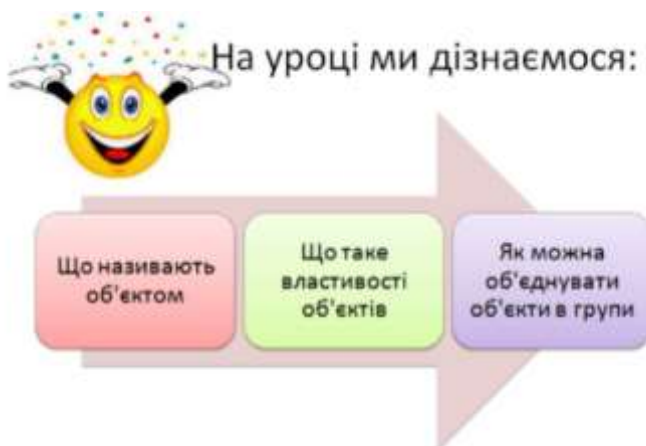 На уроці ми дізнаємося:
Що називають
об'єктом
Що таке
властивості
об'єктів
Як можна
об'єднувати
об'єкти в групи